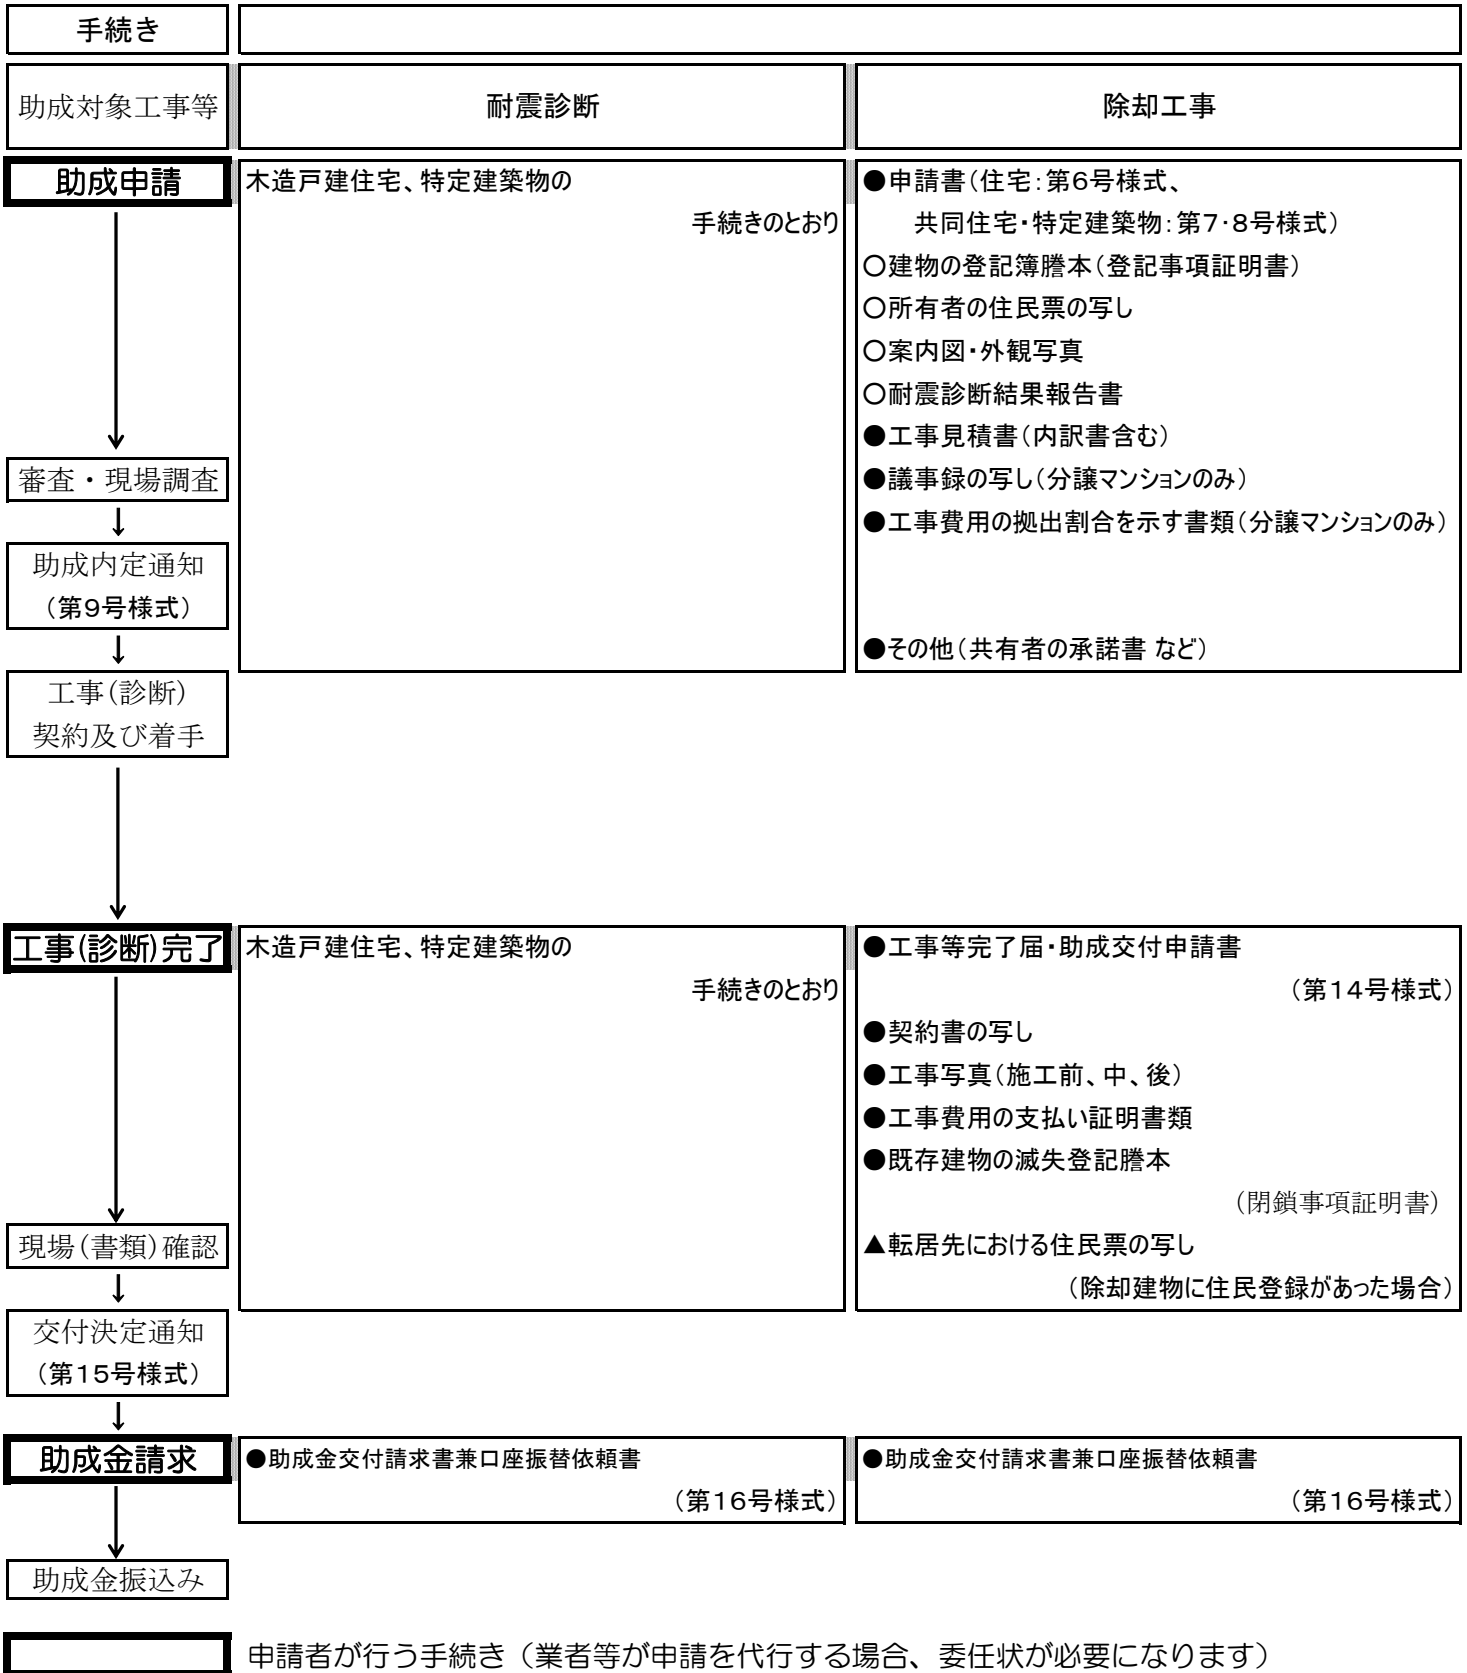 手続き
助成対象工事等
耐震診断
除却工事
助成申請
木造戸建住宅、特定建築物の
手続きのとおり
●申請書（住宅：第６号様式、
共同住宅・特定建築物：第７・８号様式）
○建物の登記簿謄本（登記事項証明書）
○所有者の住民票の写し
○案内図・外観写真
○耐震診断結果報告書
●工事見積書（内訳書含む）
●議事録の写し（分譲マンションのみ）
●工事費用の拠出割合を示す書類（分譲マンションのみ）
●その他（共有者の承諾書 など）
審査・現場調査
↓
助成内定通知
（第９号様式）
↓
工事（診断）
契約及び着手
工事（診断）完了
木造戸建住宅、特定建築物の
手続きのとおり
●工事等完了届・助成交付申請書
（第１４号様式）
●契約書の写し
●工事写真（施工前、中、後）
●工事費用の支払い証明書類
●既存建物の滅失登記謄本
（閉鎖事項証明書）
▲転居先における住民票の写し
（除却建物に住民登録があった場合）
現場（書類）確認
↓
交付決定通知
（第１５号様式）
↓
助成金請求
●助成金交付請求書兼口座振替依頼書
（第１６号様式）
●助成金交付請求書兼口座振替依頼書
（第１６号様式）
助成金振込み
申請者が行う手続き（業者等が申請を代行する場合、委任状が必要になります）